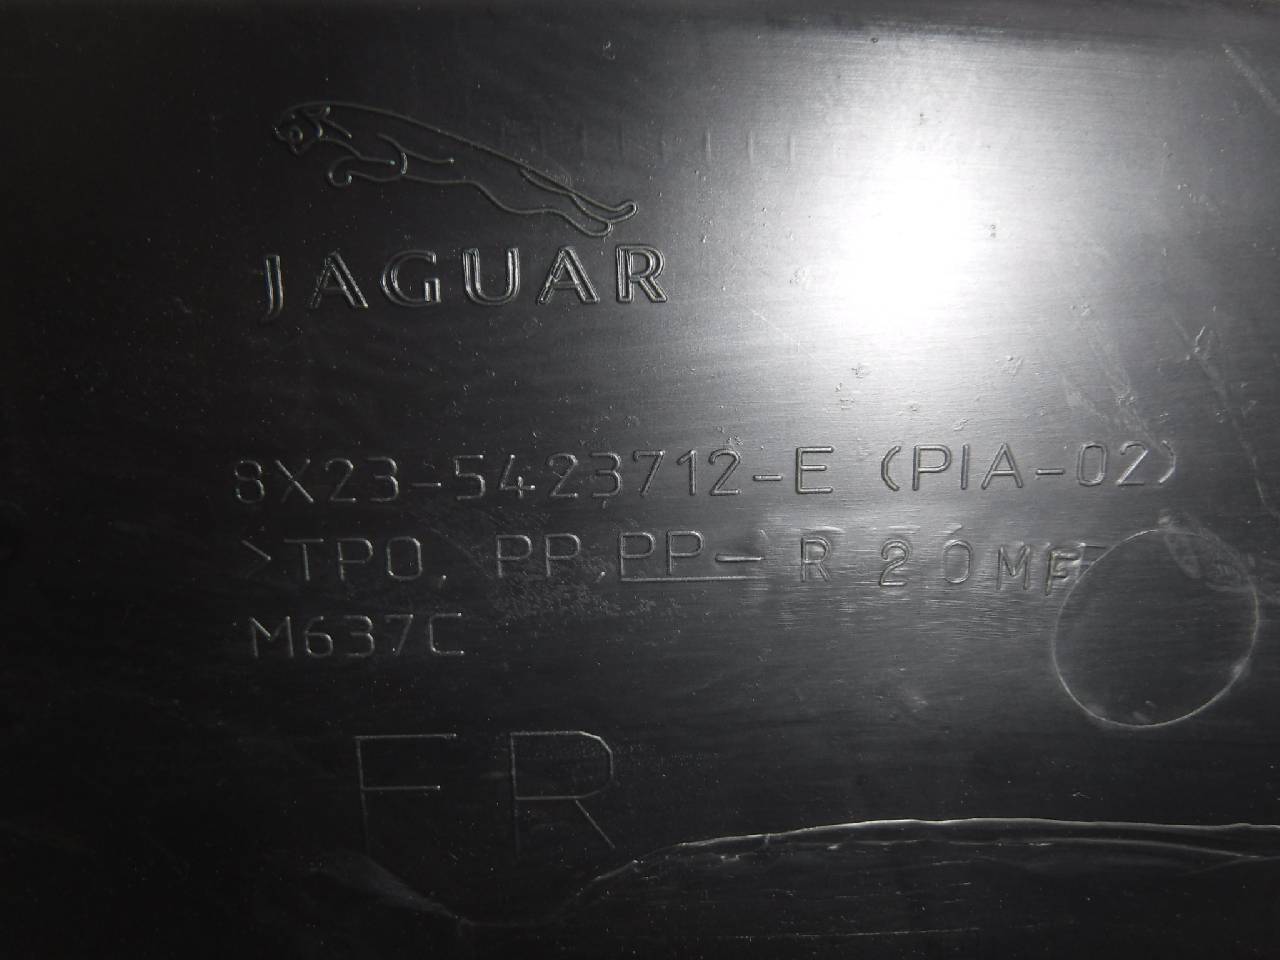 JAGUAR
8X23-5423712-E (PIA-02)
>TPO, PP, PP-R 20MF
M637C
FR